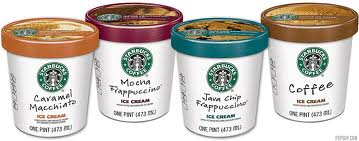 STARBUCKS COFFEE
Caramel
Macchiato
ICE CREAM
ONE PINT (473 mL)
STARBUCKS COFFEE
Mocha
Frappuccino
ICE CREAM
ONE PINT (473 mL)
STARBUCKS COFFEE
Java Chip
Frappuccino
ICE CREAM
ONE PINT (473 mL)
STARBUCKS COFFEE
Coffee
ICE CREAM
ONE PINT (473 mL)
POPSOP.COM